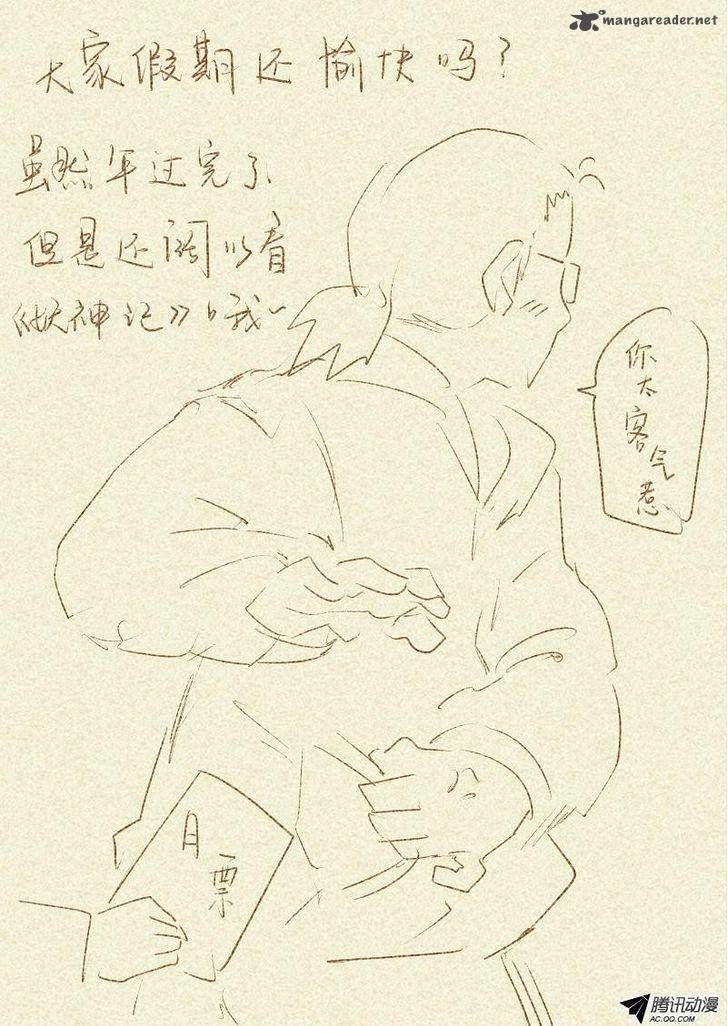 mangareader.net
大家假期还愉快吗?
虽然年过完了
但是还阔以看
《妖神记》哦~
你太客气惹
月票
腾讯动漫
AC.QQ.COM